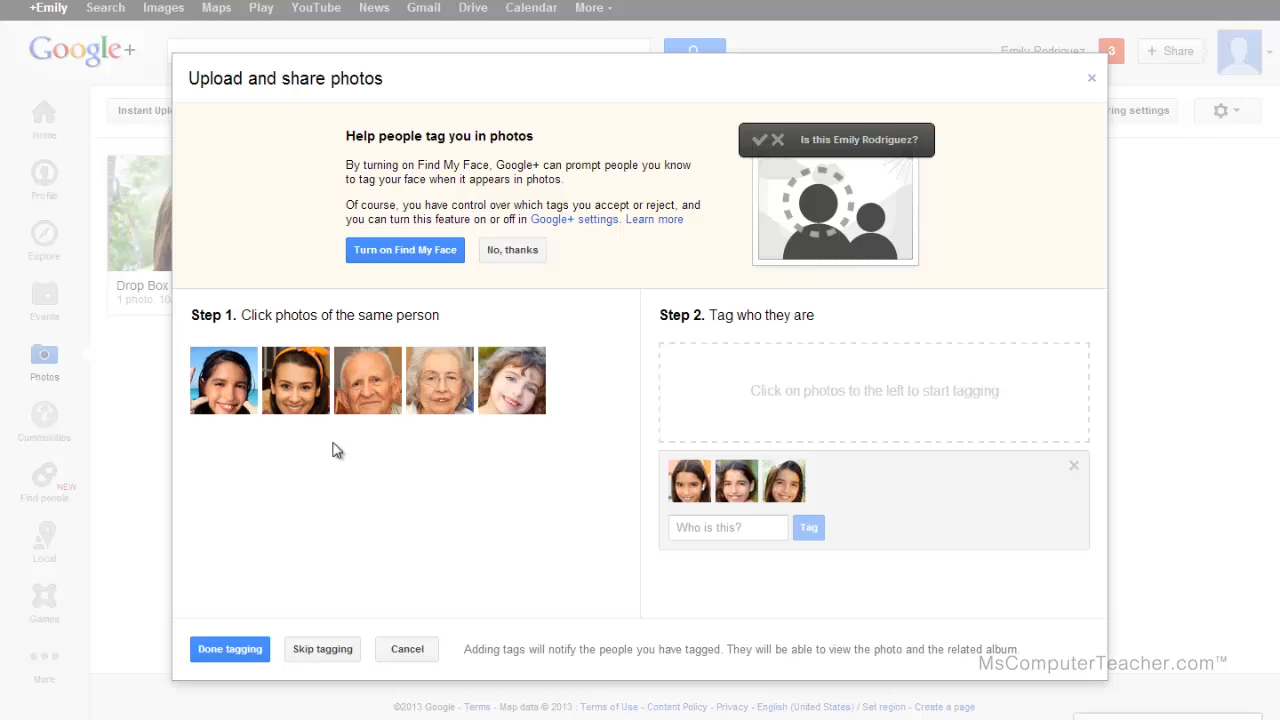 +Emily Search Images Maps Play YouTube News Gmail Drive Calendar More
Google+
Emily Rodriguez
3
+ Share
Home
Profile
Explore
Events
Photos
Communities
Find people
NEW
Local
Games
More
Instant Upl
ring settings
Drop Box
1 photo.
Upload and share photos
×
Help people tag you in photos
By turning on Find My Face, Google+ can prompt people you know
to tag your face when it appears in photos.
Of course, you have control over which tags you accept or reject, and
you can turn this feature on or off in Google+ settings. Learn more
Turn on Find My Face
No, thanks
Is this Emily Rodriguez?
Step 1. Click photos of the same person
Step 2. Tag who they are
Click on photos to the left to start tagging
Who is this?
Tag
Done tagging
Skip tagging
Cancel
Adding tags will notify the people you have tagged. They will be able to view the photo and the related album.
MsComputerTeacher.com™
©2013 Google - Terms - Map data © 2013 : Terms of Use - Content Policy - Privacy - English (United States) / Set region - Create a page